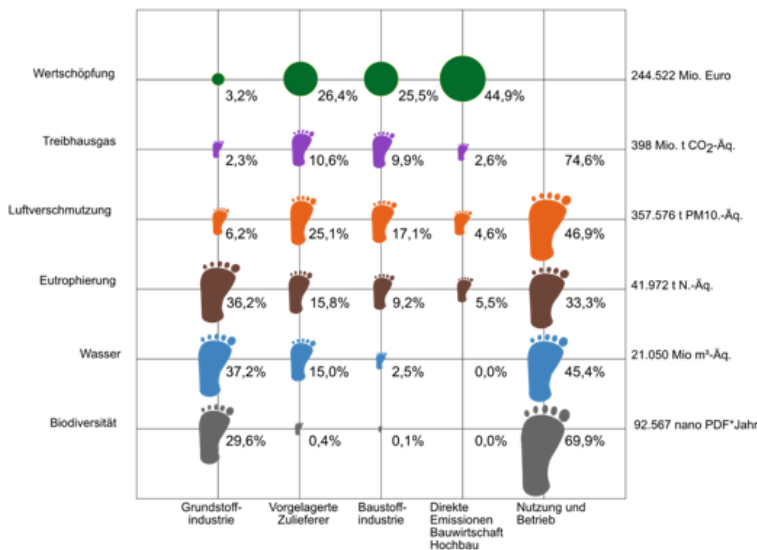 Wertschöpfung 3,2% 26,4% 25,5% 44,9% 244.522 Mio. Euro
Treibhausgas 2,3% 10,6% 9,9% 2,6% 74,6% 398 Mio. t CO₂-Äq.
Luftverschmutzung 6,2% 25,1% 17,1% 4,6% 46,9% 357.576 t PM10.-Äq.
Eutrophierung 36,2% 15,8% 9,2% 5,5% 33,3% 41.972 t N.-Äq.
Wasser 37,2% 15,0% 2,5% 0,0% 45,4% 21.050 Mio m³-Äq.
Biodiversität 29,6% 0,4% 0,1% 0,0% 69,9% 92.567 nano PDF*Jahr
Grundstoff-
industrie
Vorgelagerte
Zulieferer
Baustoff-
industrie
Direkte
Emissionen
Bauwirtschaft
Hochbau
Nutzung und
Betrieb